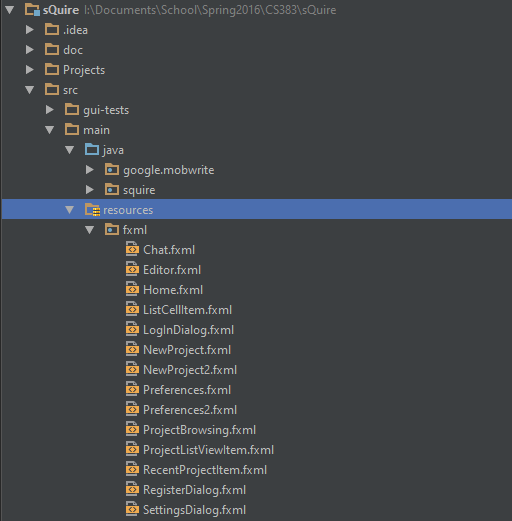 sQuire I:\Documents\School\Spring2016\CS383\sQuire
.idea
doc
Projects
src
gui-tests
main
java
google.mobwrite
squire
resources
fxml
Chat.fxml
Editor.fxml
Home.fxml
ListCellItem.fxml
LogInDialog.fxml
NewProject.fxml
NewProject2.fxml
Preferences.fxml
Preferences2.fxml
ProjectBrowsing.fxml
ProjectListViewItem.fxml
RecentProjectItem.fxml
RegisterDialog.fxml
SettingsDialog.fxml